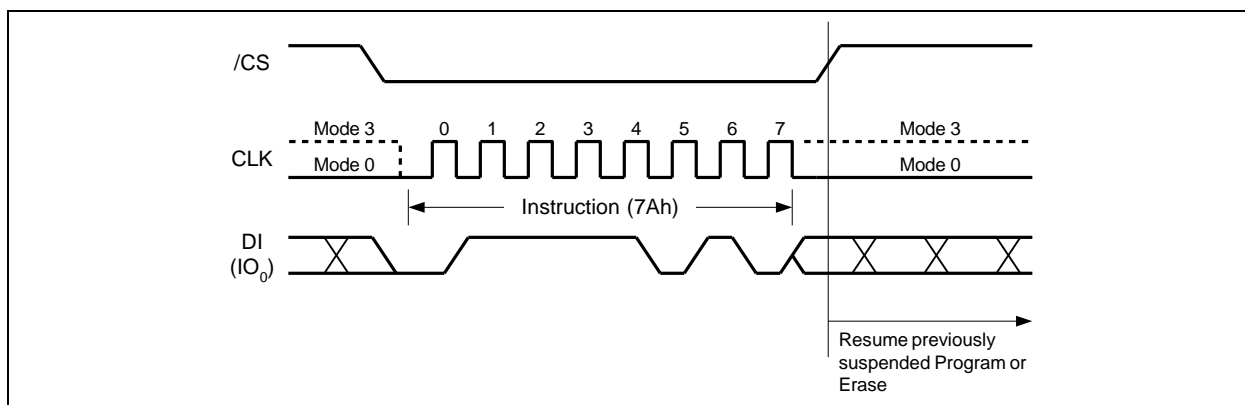 /CS
Mode 3 0 1 2 3 4 5 6 7 Mode 3
CLK
Mode 0 Mode 0
Instruction (7Ah)
DI
(IO0)
Resume previously
suspended Program or
Erase